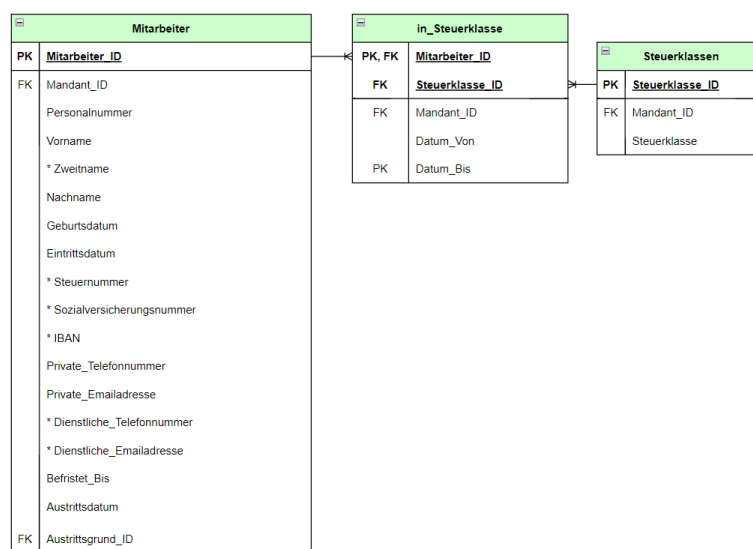 Mitarbeiter
PK Mitarbeiter_ID
FK Mandant_ID
Personalnummer
Vorname
* Zweitname
Nachname
Geburtsdatum
Eintrittsdatum
* Steuernummer
* Sozialversicherungsnummer
* IBAN
Private_Telefonnummer
Private_Emailadresse
* Dienstliche_Telefonnummer
* Dienstliche_Emailadresse
Befristet_Bis
Austrittsdatum
FK Austrittsgrund_ID
in_Steuerklasse
PK, FK Mitarbeiter_ID
FK Steuerklasse_ID
FK Mandant_ID
Datum_Von
PK Datum_Bis
Steuerklassen
PK Steuerklasse_ID
FK Mandant_ID
Steuerklasse